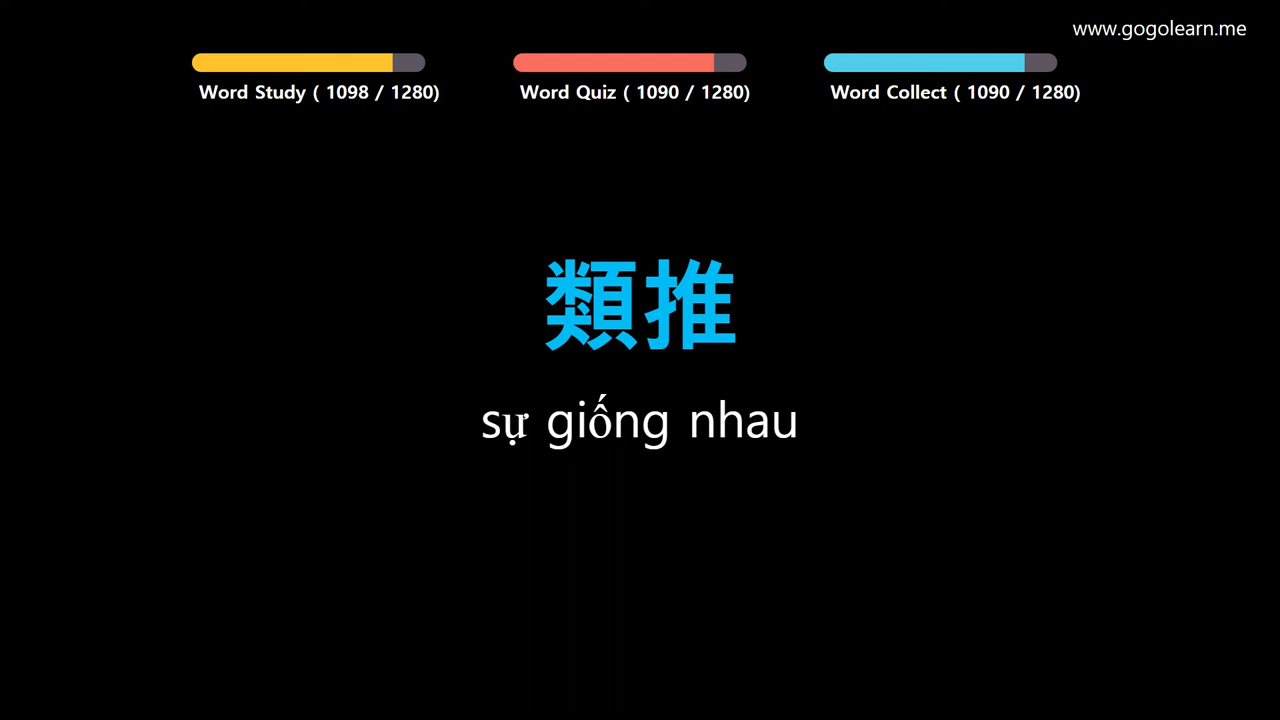 www.gogolearn.me
Word Study ( 1098 / 1280)
Word Quiz ( 1090 / 1280)
Word Collect ( 1090 / 1280)
類推
sự giống nhau